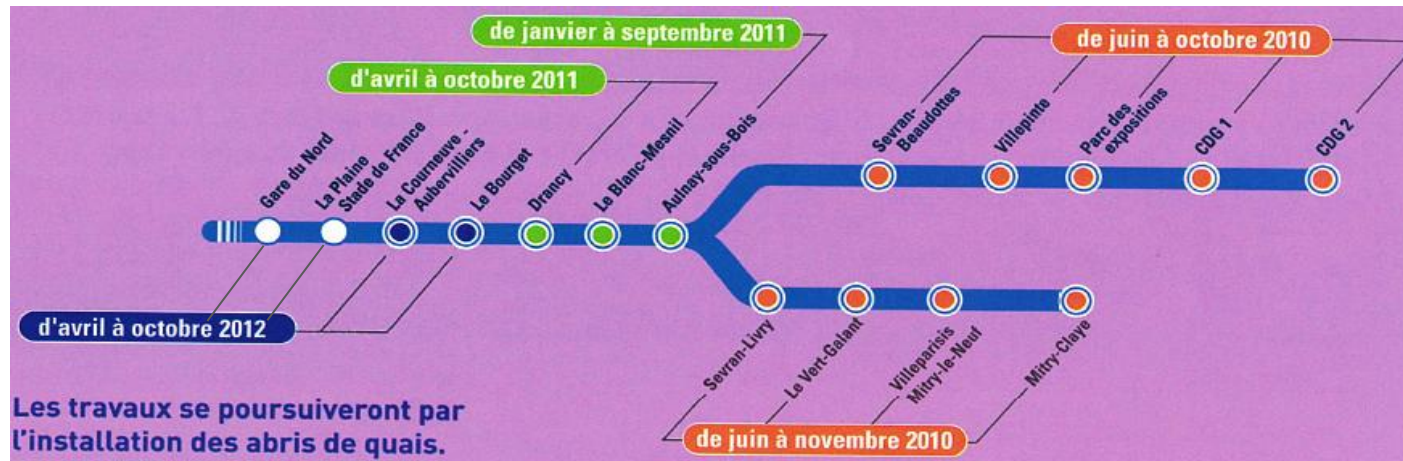 de janvier à septembre 2011
de juin à octobre 2010
d'avril à octobre 2011
Gare du Nord
La Plaine
Stade de France
La Courneuve -
Aubervilliers
Le Bourget
Drancy
Le Blanc-Mesnil
Aulnay-sous-Bois
Sevran-
Beaudottes
Villepinte
Parc des
expositions
CDG 1
CDG 2
d'avril à octobre 2012
Sevran-Livry
Le Vert-Galant
Villeparisis
Mitry-le-Neuf
Mitry-Claye
Les travaux se poursuiveront par
l'installation des abris de quais.
de juin à novembre 2010